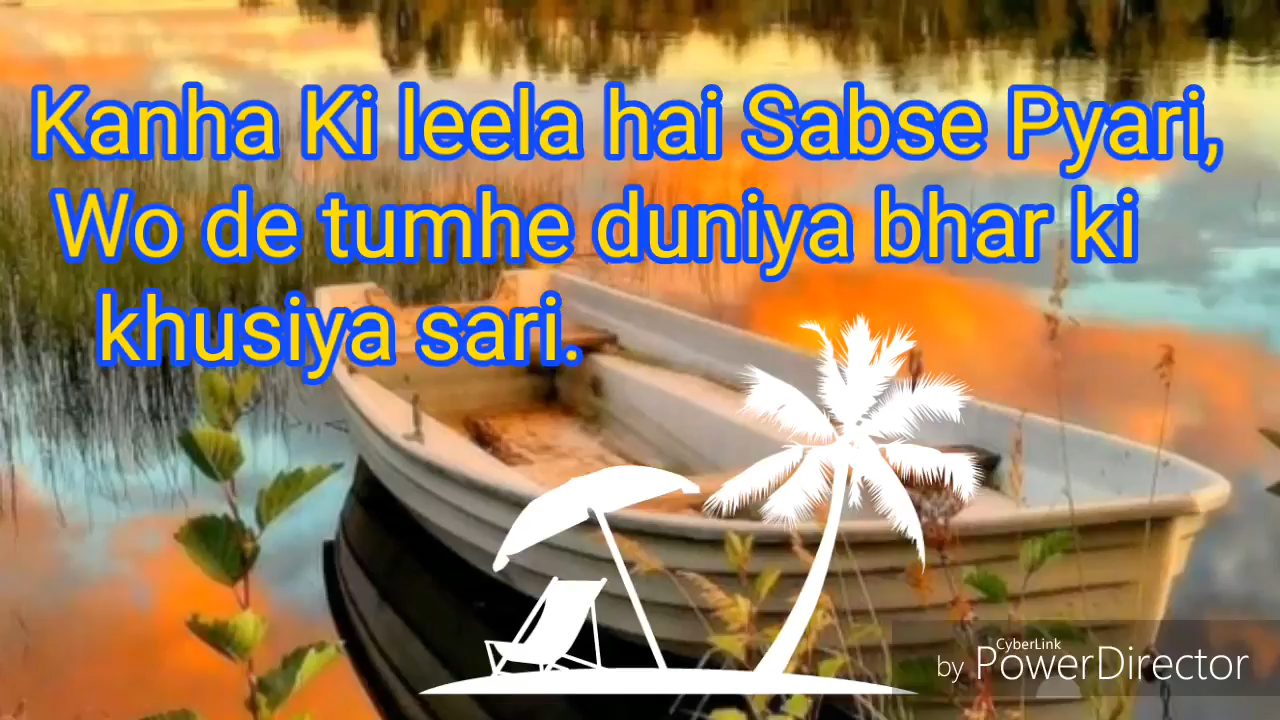 Kanha Ki leela hai Sabse Pyari,
Wo de tumhe duniya bhar ki
khusiya sari.
CyberLink
by PowerDirector